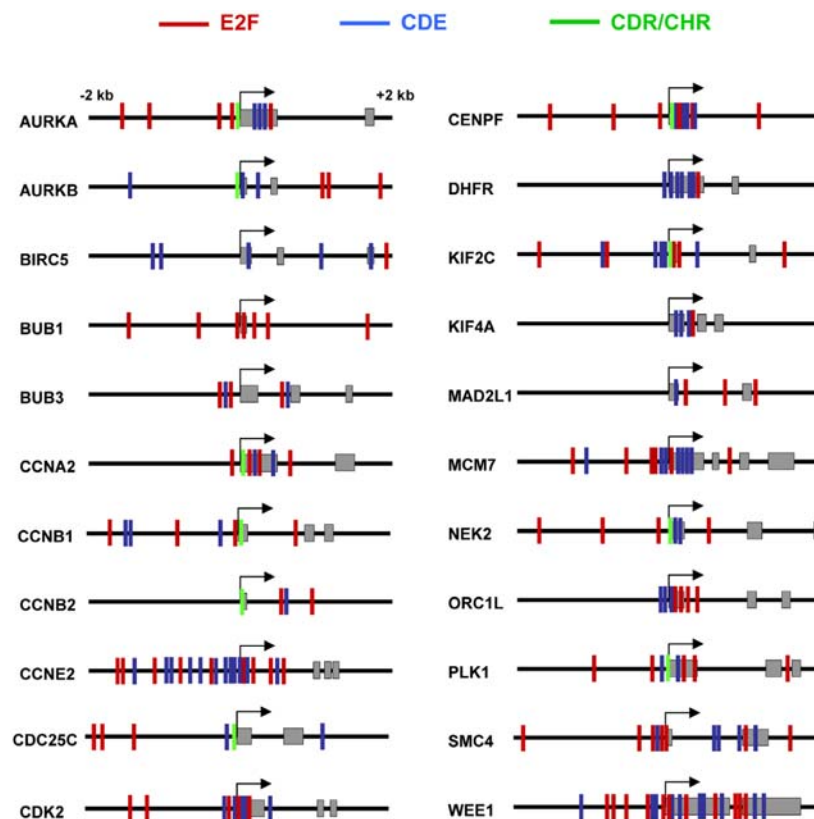 E2F CDE CDR/CHR
-2 kb +2 kb
AURKA
AURKB
BIRC5
BUB1
BUB3
CCNA2
CCNB1
CCNB2
CCNE2
CDC25C
CDK2
CENPF
DHFR
KIF2C
KIF4A
MAD2L1
MCM7
NEK2
ORC1L
PLK1
SMC4
WEE1